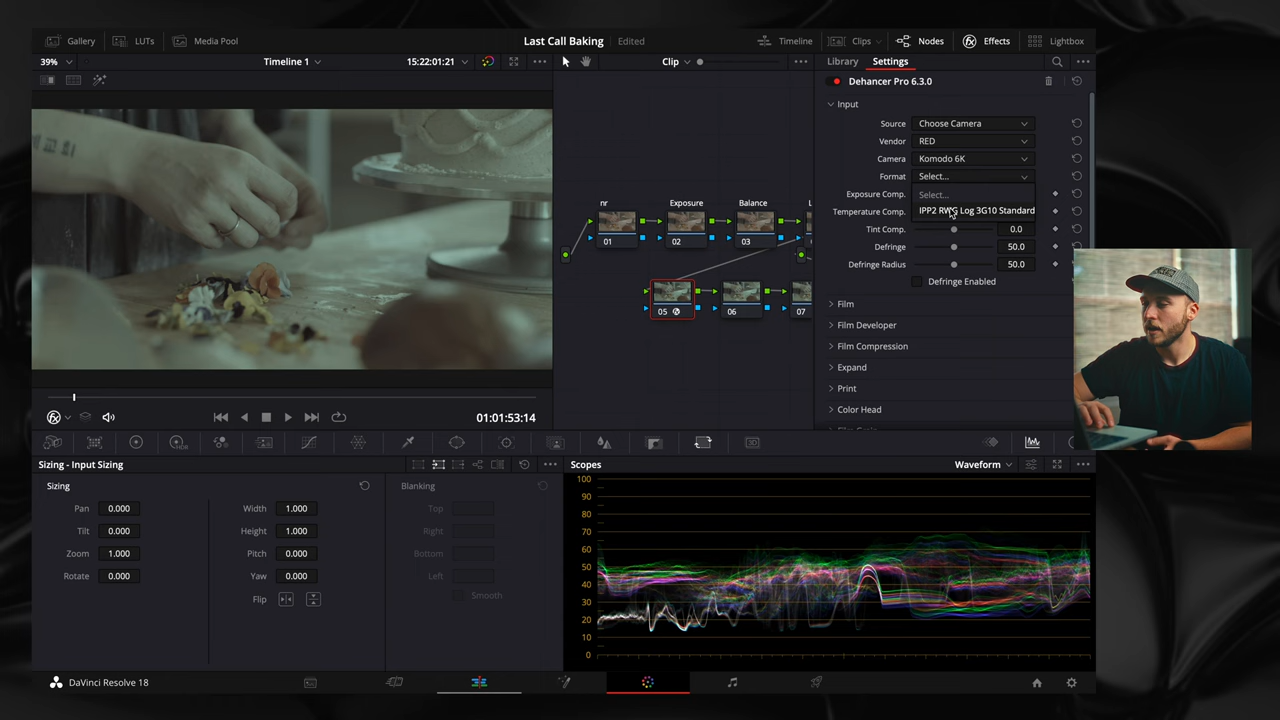 Gallery LUTs Media Pool Last Call Baking Edited Timeline Clips Nodes Effects Lightbox
39% Timeline 1 15:22:01:21 Clip Library Settings
Dehancer Pro 6.3.0
Input
Source Choose Camera
Vendor RED
Camera Komodo 6K
Format Select...
Exposure Comp. Select...
Temperature Comp. IPP2 RWG Log 3G10 Standard
Tint Comp. 0.0
Defringe 50.0
Defringe Radius 50.0
Defringe Enabled
Film
Film Developer
Film Compression
Expand
Print
Color Head
nr Exposure Balance
01 02 03
05 06 07
01:01:53:14
Sizing - Input Sizing
Sizing
Pan 0.000 Width 1.000
Tilt 0.000 Height 1.000
Zoom 1.000 Pitch 0.000
Rotate 0.000 Yaw 0.000
Flip
Blanking
Top
Right
Bottom
Left
Smooth
Scopes Waveform
100
90
80
70
60
50
40
30
20
10
0
DaVinci Resolve 18